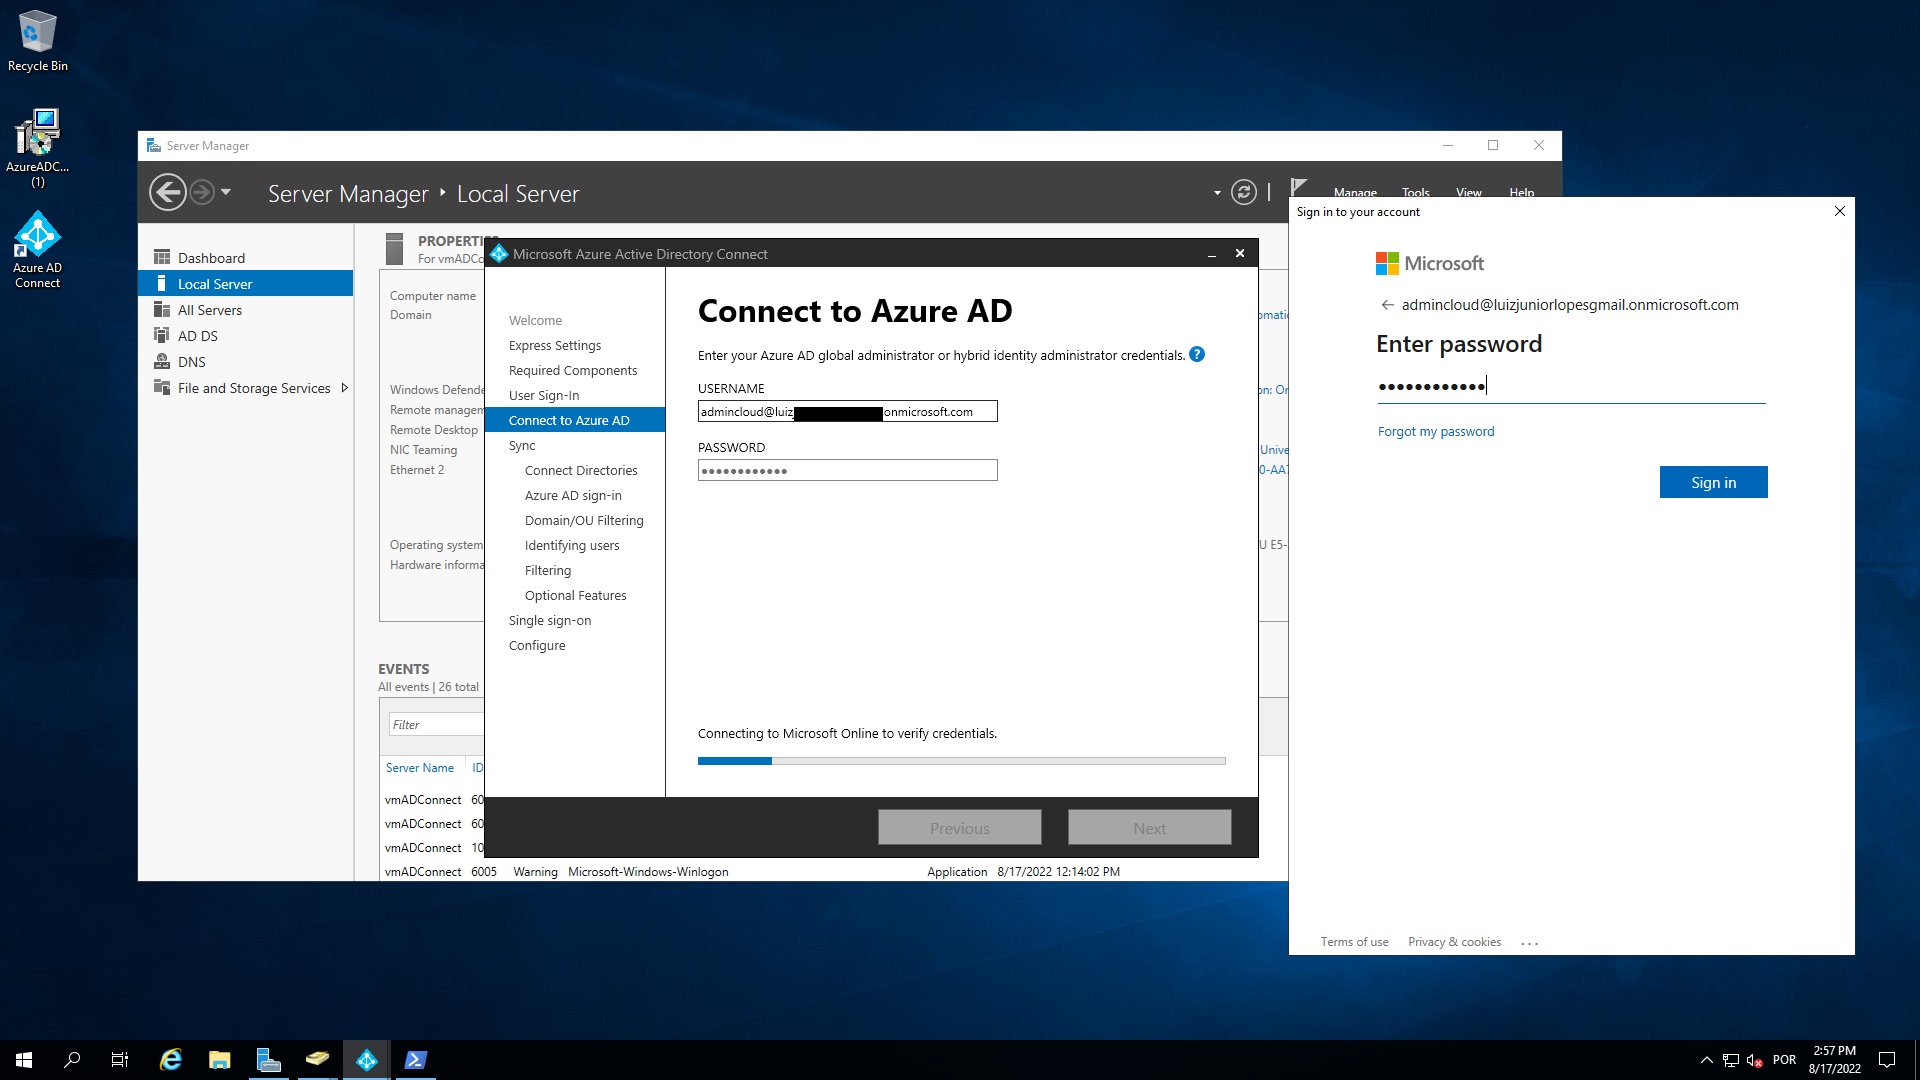 Recycle Bin
AzureADC...
(1)
Azure AD
Connect
Server Manager
Server Manager ‣ Local Server
Manage
Tools
View
Help
Dashboard
Local Server
All Servers
AD DS
DNS
File and Storage Services
PROPERTIES
For vmADCo
Computer name
Domain
Windows Defende
Remote managem
Remote Desktop
NIC Teaming
Ethernet 2
Operating system
Hardware informa
EVENTS
All events | 26 total
Filter
Server Name
ID
vmADConnect 60
vmADConnect 60
vmADConnect 10
vmADConnect 6005 Warning Microsoft-Windows-Winlogon Application 8/17/2022 12:14:02 PM
omatic
on: On
Unive
0-AA7
U E5-
Microsoft Azure Active Directory Connect
Welcome
Express Settings
Required Components
User Sign-In
Connect to Azure AD
Sync
Connect Directories
Azure AD sign-in
Domain/OU Filtering
Identifying users
Filtering
Optional Features
Single sign-on
Configure
Connect to Azure AD
Enter your Azure AD global administrator or hybrid identity administrator credentials. ?
USERNAME
admincloud@luiz onmicrosoft.com
PASSWORD
●●●●●●●●●●●●
Connecting to Microsoft Online to verify credentials.
Previous
Next
Sign in to your account
Microsoft
← admincloud@luizjuniorlopesgmail.onmicrosoft.com
Enter password
●●●●●●●●●●●●
Forgot my password
Sign in
Terms of use
Privacy & cookies
...
POR
2:57 PM
8/17/2022